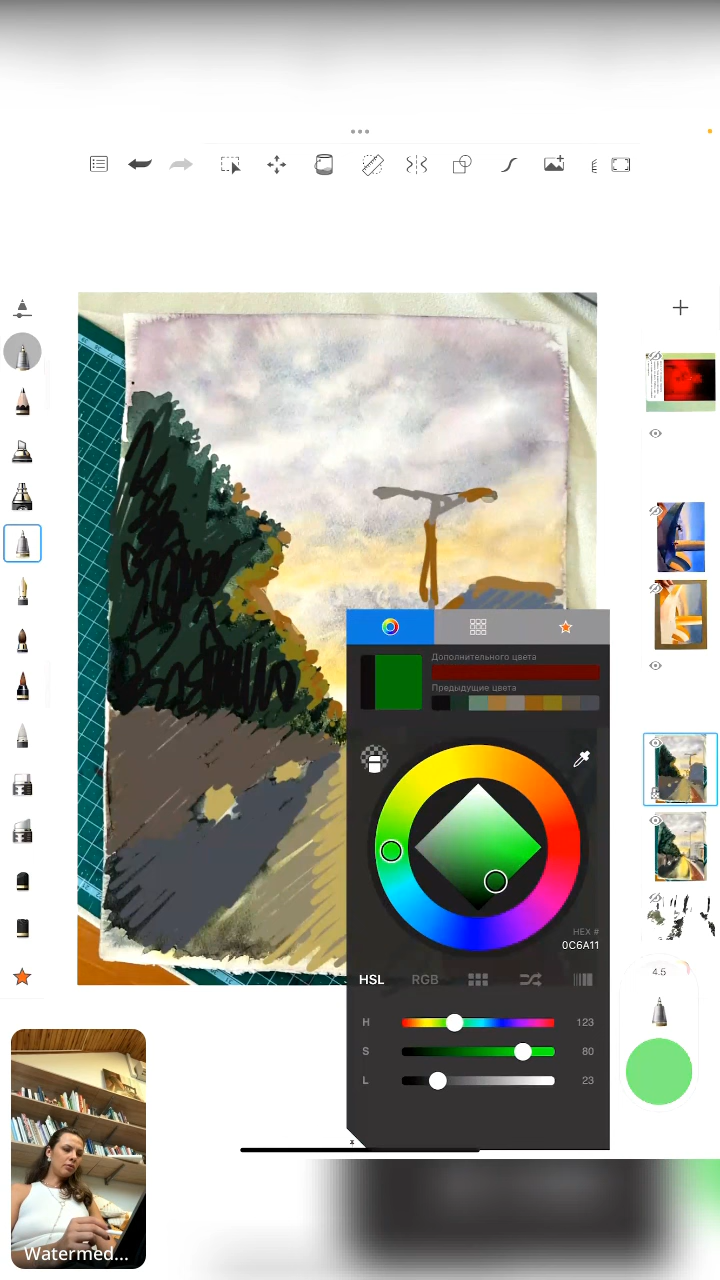 Дополнительного цвета
Предыдущие цвета
HEX #
0C6A11
HSL
RGB
H
123
S
80
L
23
4.5
Watermed...